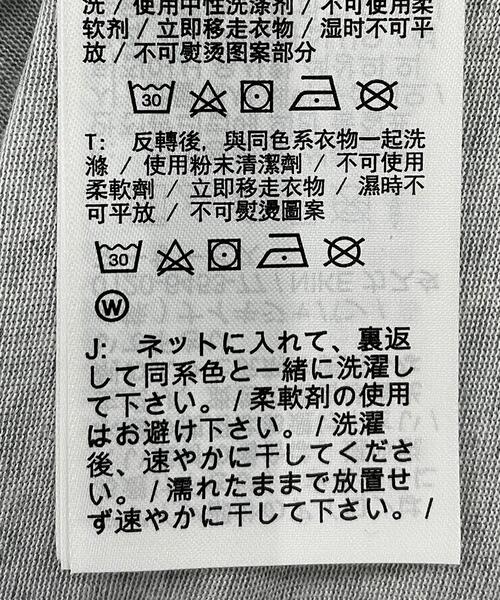 洗 / 使用中性洗涤剂 / 不可使用柔
软剂 / 立即移走衣物 / 湿时不可平
放 / 不可熨烫图案部分
30
T： 反轉後，與同色系衣物一起洗
滌 / 使用粉末清潔劑 / 不可使用
柔軟劑 / 立即移走衣物 / 濕時不
可平放 / 不可熨燙圖案
30
W
J: ネットに入れて、裏返
して同系色と一緒に洗濯し
て下さい。 / 柔軟剤の使用
はお避け下さい。 / 洗濯
後、速やかに干してくださ
い。 / 濡れたままで放置せ
ず速やかに干して下さい。 /